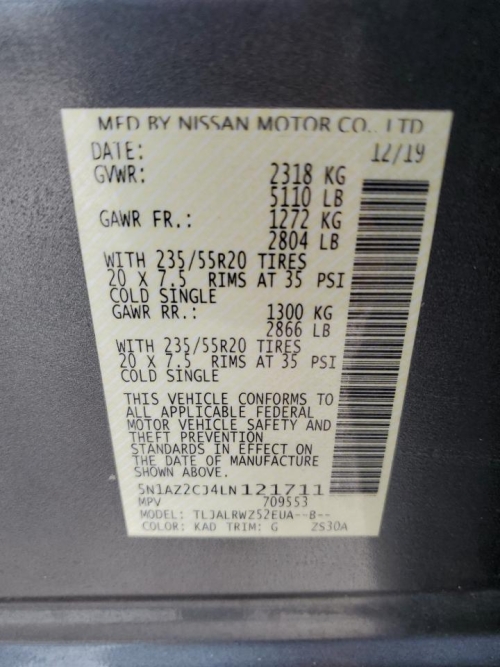 MFD BY NISSAN MOTOR CO., LTD
DATE: 12/19
GVWR: 2318 KG
5110 LB
GAWR FR.: 1272 KG
2804 LB
WITH 235/55R20 TIRES
20 X 7.5 RIMS AT 35 PSI
COLD SINGLE
GAWR RR.: 1300 KG
2866 LB
WITH 235/55R20 TIRES
20 X 7.5 RIMS AT 35 PSI
COLD SINGLE
THIS VEHICLE CONFORMS TO
ALL APPLICABLE FEDERAL
MOTOR VEHICLE SAFETY AND
THEFT PREVENTION
STANDARDS IN EFFECT ON
THE DATE OF MANUFACTURE
SHOWN ABOVE.
5N1AZ2CJ4LN121711
MPV 709553
MODEL: TLJALRWZ52EUA--8--
COLOR: KAD TRIM: G ZS30A